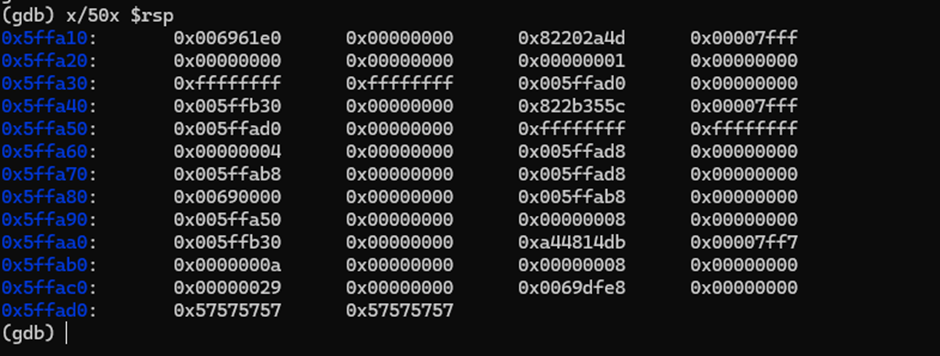 (gdb) x/50x $rsp
0x5ffa10: 0x006961e0 0x00000000 0x82202a4d 0x00007fff
0x5ffa20: 0x00000000 0x00000000 0x00000001 0x00000000
0x5ffa30: 0xffffffff 0xffffffff 0x005ffad0 0x00000000
0x5ffa40: 0x005ffb30 0x00000000 0x822b355c 0x00007fff
0x5ffa50: 0x005ffad0 0x00000000 0xffffffff 0xffffffff
0x5ffa60: 0x00000004 0x00000000 0x005ffad8 0x00000000
0x5ffa70: 0x005ffab8 0x00000000 0x005ffad8 0x00000000
0x5ffa80: 0x00690000 0x00000000 0x005ffab8 0x00000000
0x5ffa90: 0x005ffa50 0x00000000 0x00000008 0x00000000
0x5ffaa0: 0x005ffb30 0x00000000 0xa44814db 0x00007ff7
0x5ffab0: 0x0000000a 0x00000000 0x00000008 0x00000000
0x5ffac0: 0x00000029 0x00000000 0x0069dfe8 0x00000000
0x5ffad0: 0x57575757 0x57575757
(gdb)